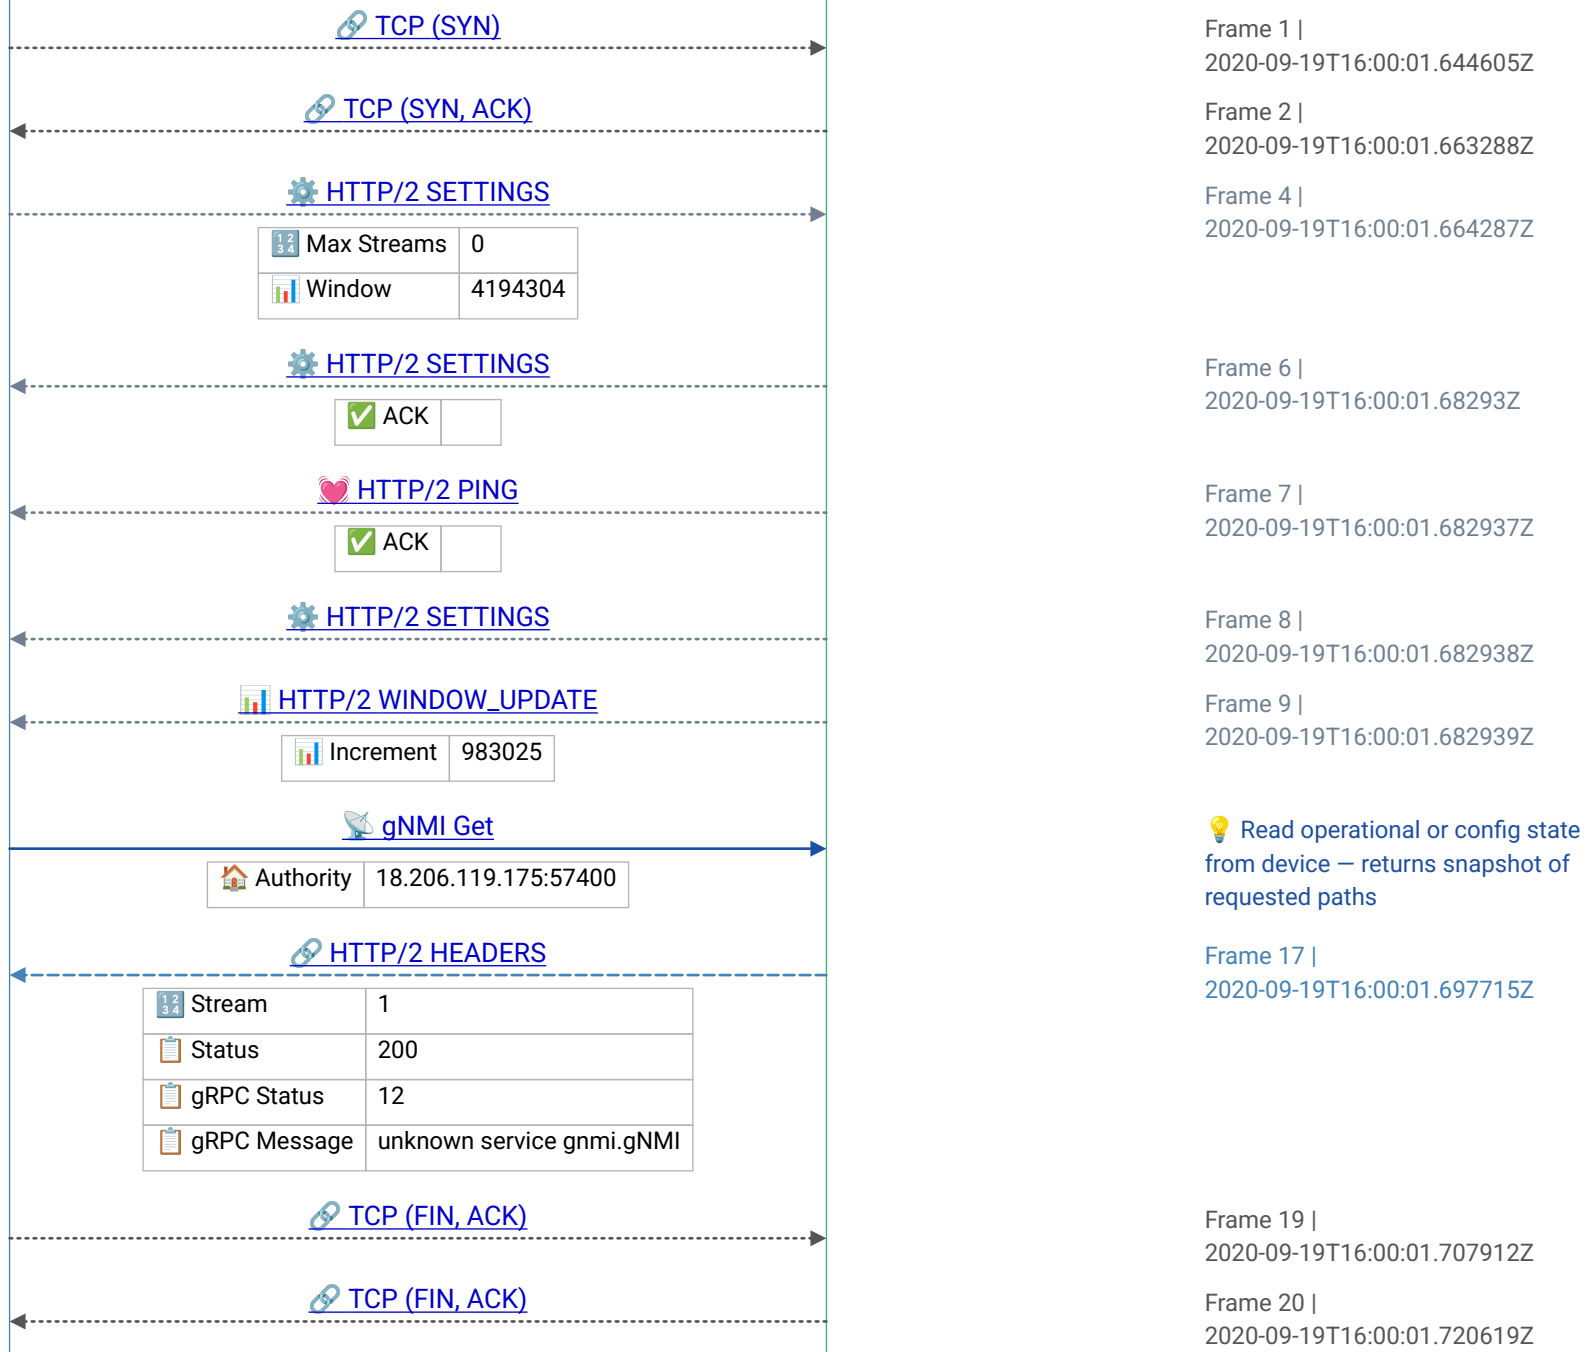 🔗 TCP (SYN)
Frame 1 |
2020-09-19T16:00:01.644605Z
🔗 TCP (SYN, ACK)
Frame 2 |
2020-09-19T16:00:01.663288Z
⚙️ HTTP/2 SETTINGS
Frame 4 |
2020-09-19T16:00:01.664287Z
🔢 Max Streams 0
📊 Window 4194304
⚙️ HTTP/2 SETTINGS
Frame 6 |
2020-09-19T16:00:01.68293Z
✅ ACK
💓 HTTP/2 PING
Frame 7 |
2020-09-19T16:00:01.682937Z
✅ ACK
⚙️ HTTP/2 SETTINGS
Frame 8 |
2020-09-19T16:00:01.682938Z
📊 HTTP/2 WINDOW_UPDATE
Frame 9 |
2020-09-19T16:00:01.682939Z
📊 Increment 983025
📡 gNMI Get
💡 Read operational or config state
from device — returns snapshot of
requested paths
🏠 Authority 18.206.119.175:57400
🔗 HTTP/2 HEADERS
Frame 17 |
2020-09-19T16:00:01.697715Z
🔢 Stream 1
📋 Status 200
📋 gRPC Status 12
📋 gRPC Message unknown service gnmi.gNMI
🔗 TCP (FIN, ACK)
Frame 19 |
2020-09-19T16:00:01.707912Z
🔗 TCP (FIN, ACK)
Frame 20 |
2020-09-19T16:00:01.720619Z